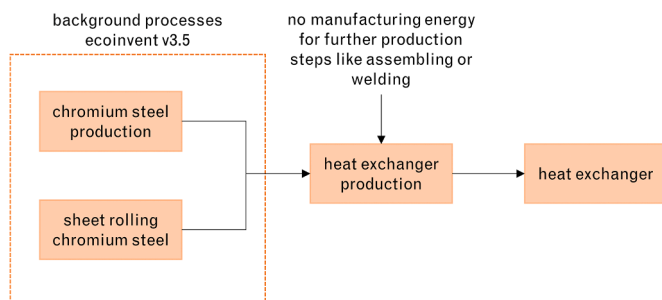 background processes
ecoinvent v3.5
no manufacturing energy
for further production
steps like assembling or
welding
chromium steel
production
heat exchanger
production
heat exchanger
sheet rolling
chromium steel